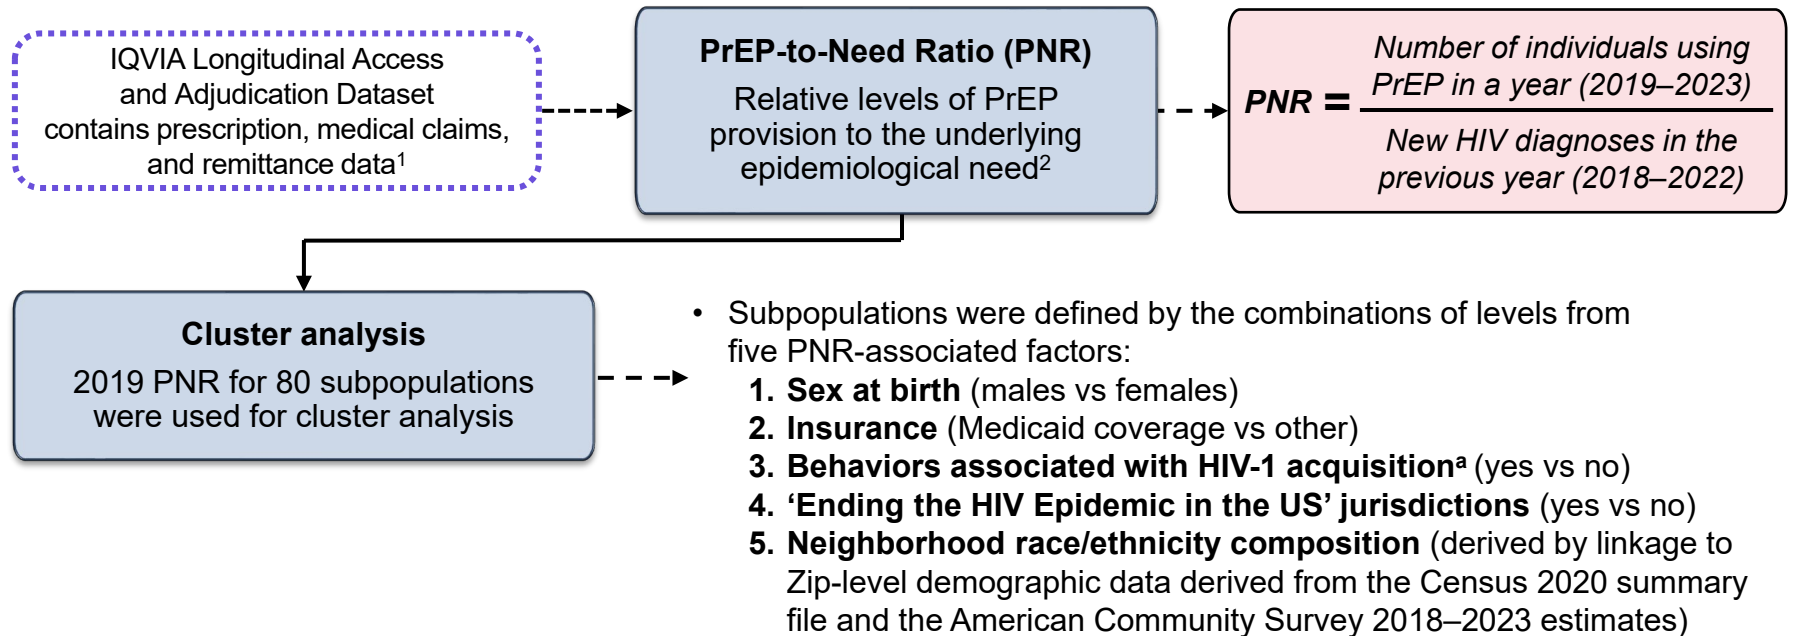 IQVIA Longitudinal Access
and Adjudication Dataset
contains prescription, medical claims,
and remittance data¹
PrEP-to-Need Ratio (PNR)
Relative levels of PrEP
provision to the underlying
epidemiological need²
PNR =
Number of individuals using
PrEP in a year (2019–2023)
New HIV diagnoses in the
previous year (2018–2022)
Cluster analysis
2019 PNR for 80 subpopulations
were used for cluster analysis
• Subpopulations were defined by the combinations of levels from
five PNR-associated factors:
1. Sex at birth (males vs females)
2. Insurance (Medicaid coverage vs other)
3. Behaviors associated with HIV-1 acquisitionᵃ (yes vs no)
4. ‘Ending the HIV Epidemic in the US’ jurisdictions (yes vs no)
5. Neighborhood race/ethnicity composition (derived by linkage to
Zip-level demographic data derived from the Census 2020 summary
file and the American Community Survey 2018–2023 estimates)